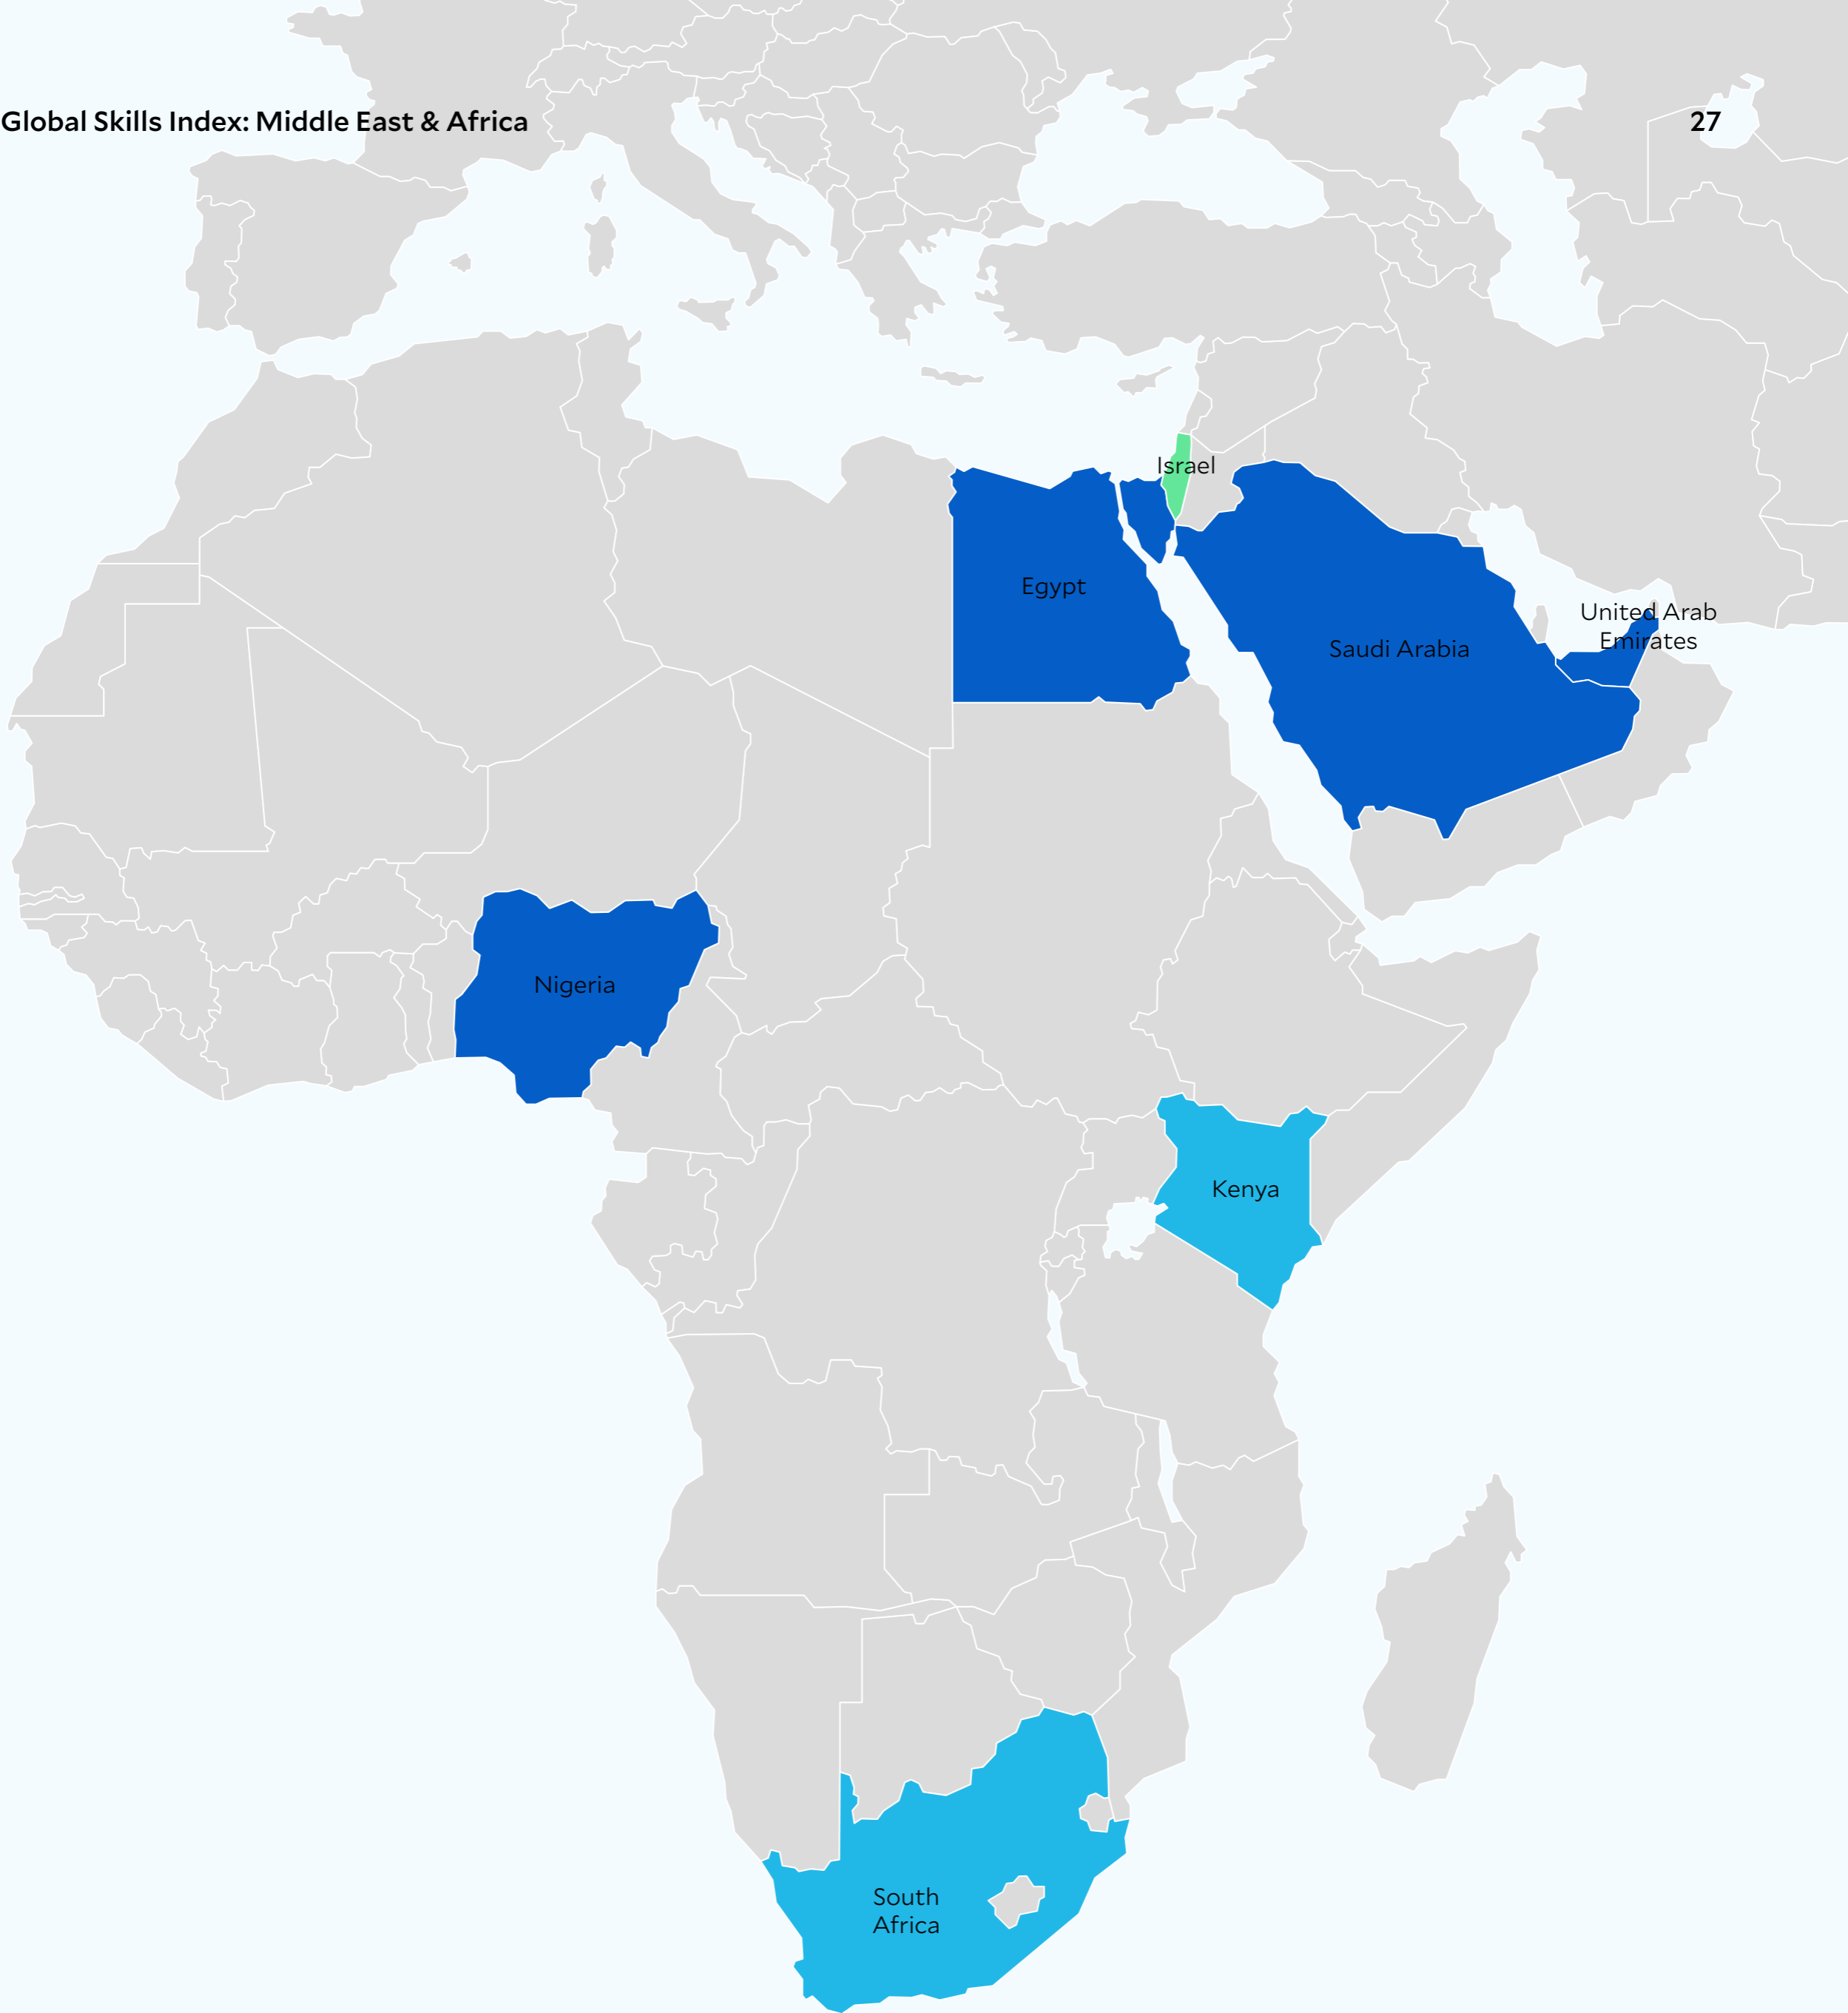 Global Skills Index: Middle East & Africa
27
Israel
Egypt
United Arab
Emirates
Saudi Arabia
Nigeria
Kenya
South
Africa